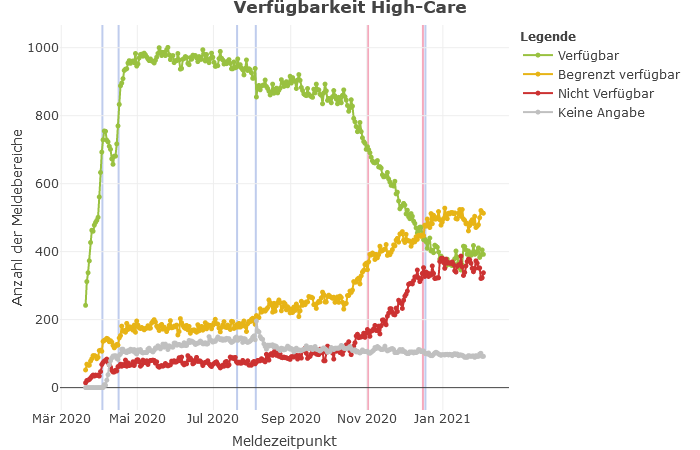 Verfügbarkeit High-Care
Legende
Verfügbar
Begrenzt verfügbar
Nicht Verfügbar
Keine Angabe
Anzahl der Meldebereiche
1000
800
600
400
200
0
Mär 2020 Mai 2020 Jul 2020 Sep 2020 Nov 2020 Jan 2021
Meldezeitpunkt